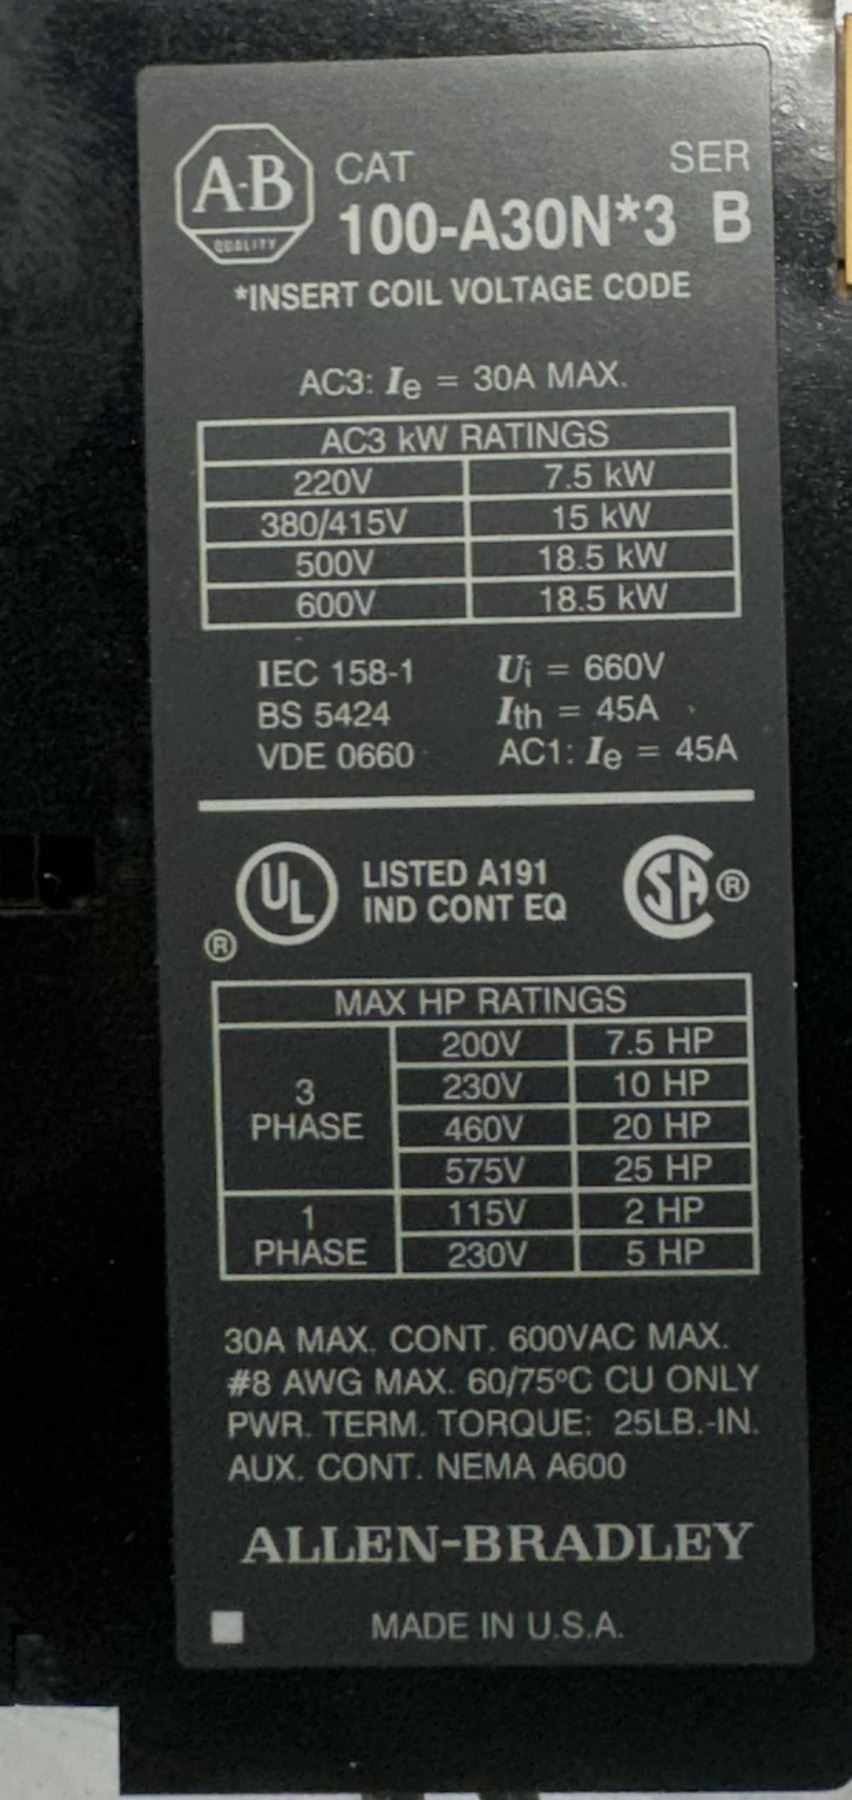 A-B
QUALITY
CAT SER
100-A30N*3 B
*INSERT COIL VOLTAGE CODE
AC3: Ie = 30A MAX.
AC3 kW RATINGS
220V 7.5 kW
380/415V 15 kW
500V 18.5 kW
600V 18.5 kW
IEC 158-1 Ui = 660V
BS 5424 Ith = 45A
VDE 0660 AC1: Ie = 45A
UL ® LISTED A191
IND CONT EQ
SA ®
MAX HP RATINGS
3 PHASE
200V 7.5 HP
230V 10 HP
460V 20 HP
575V 25 HP
1 PHASE
115V 2 HP
230V 5 HP
30A MAX. CONT. 600VAC MAX.
#8 AWG MAX. 60/75°C CU ONLY
PWR. TERM. TORQUE: 25LB.-IN.
AUX. CONT. NEMA A600
ALLEN-BRADLEY
MADE IN U.S.A.